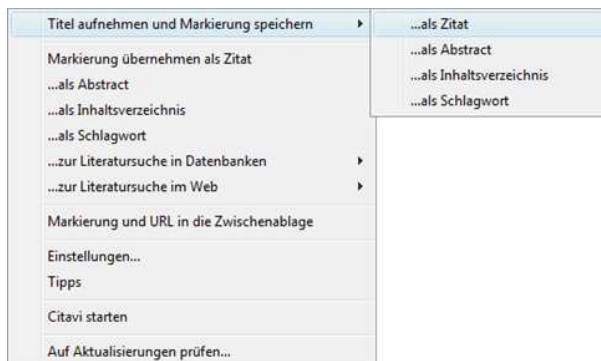 Titel aufnehmen und Markierung speichern
...als Zitat
...als Abstract
...als Inhaltsverzeichnis
...als Schlagwort
Markierung übernehmen als Zitat
...als Abstract
...als Inhaltsverzeichnis
...als Schlagwort
...zur Literatursuche in Datenbanken
...zur Literatursuche im Web
Markierung und URL in die Zwischenablage
Einstellungen...
Tipps
Citavi starten
Auf Aktualisierungen prüfen...